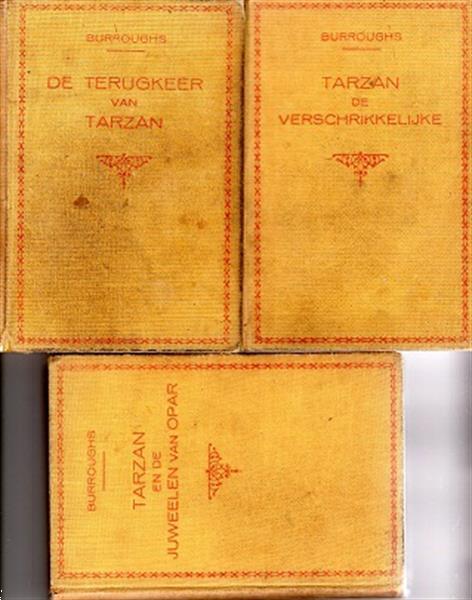 BURROUGHS
DE TERUGKEER
VAN
TARZAN
BURROUGHS
TARZAN
DE
VERSCHRIKKELIJKE
BURROUGHS
TARZAN
EN DE
JUWEELEN VAN OPAR